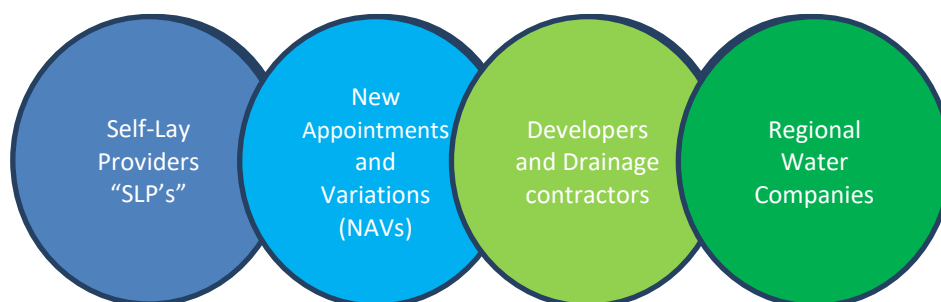 Self-Lay
Providers
“SLP’s”
New
Appointments
and
Variations
(NAVs)
Developers
and Drainage
contractors
Regional
Water
Companies